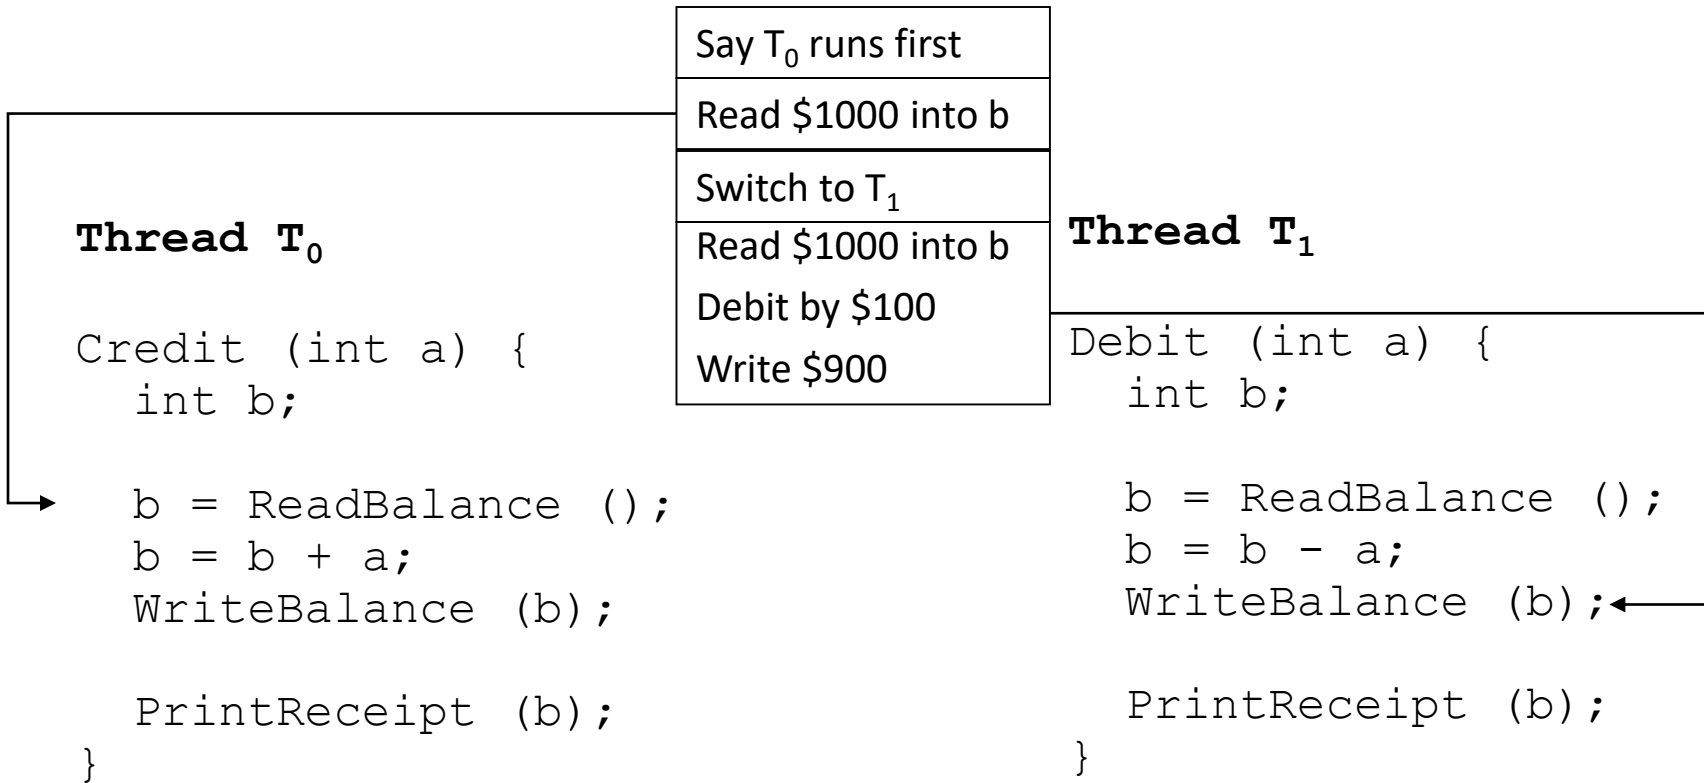 Say T₀ runs first
Read $1000 into b
Switch to T₁
Read $1000 into b
Debit by $100
Write $900
Thread T₀
Credit (int a) {
int b;
b = ReadBalance ();
b = b + a;
WriteBalance (b);
PrintReceipt (b);
}
Thread T₁
Debit (int a) {
int b;
b = ReadBalance ();
b = b - a;
WriteBalance (b);
PrintReceipt (b);
}